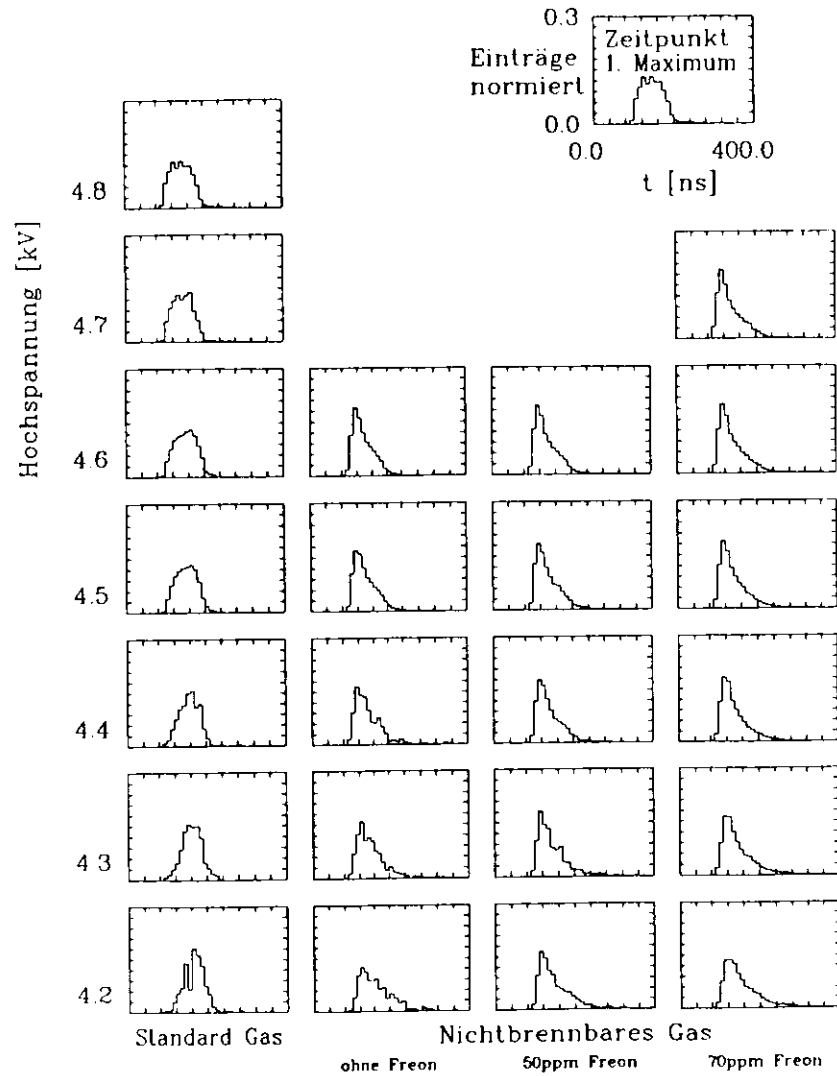 0.3
Zeitpunkt
1. Maximum
Einträge
normiert
0.0
0.0 400.0
t [ns]
Hochspannung [kV]
4.8
4.7
4.6
4.5
4.4
4.3
4.2
Standard Gas
Nichtbrennbares Gas
ohne Freon
50ppm Freon
70ppm Freon